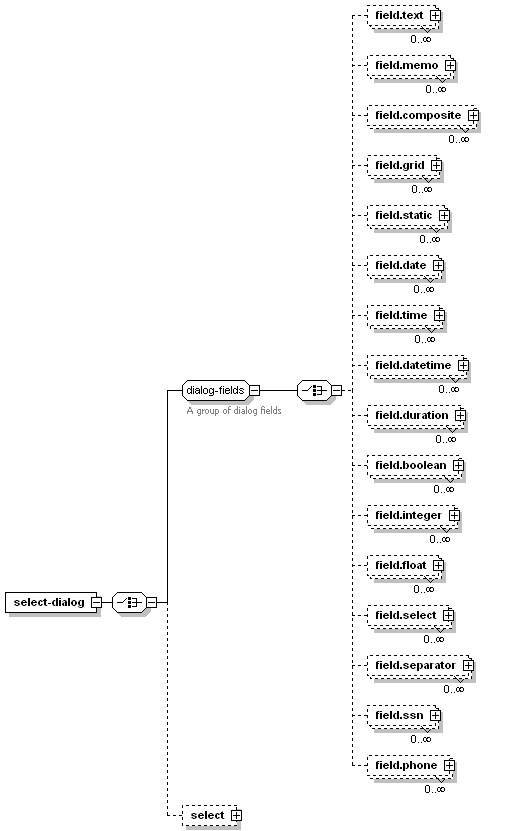 field.text
0..∞
field.memo
0..∞
field.composite
0..∞
field.grid
0..∞
field.static
0..∞
field.date
0..∞
field.time
0..∞
field.datetime
0..∞
dialog-fields
A group of dialog fields
field.duration
0..∞
field.boolean
0..∞
field.integer
0..∞
field.float
0..∞
select-dialog
field.select
0..∞
field.separator
0..∞
field.ssn
0..∞
field.phone
0..∞
select